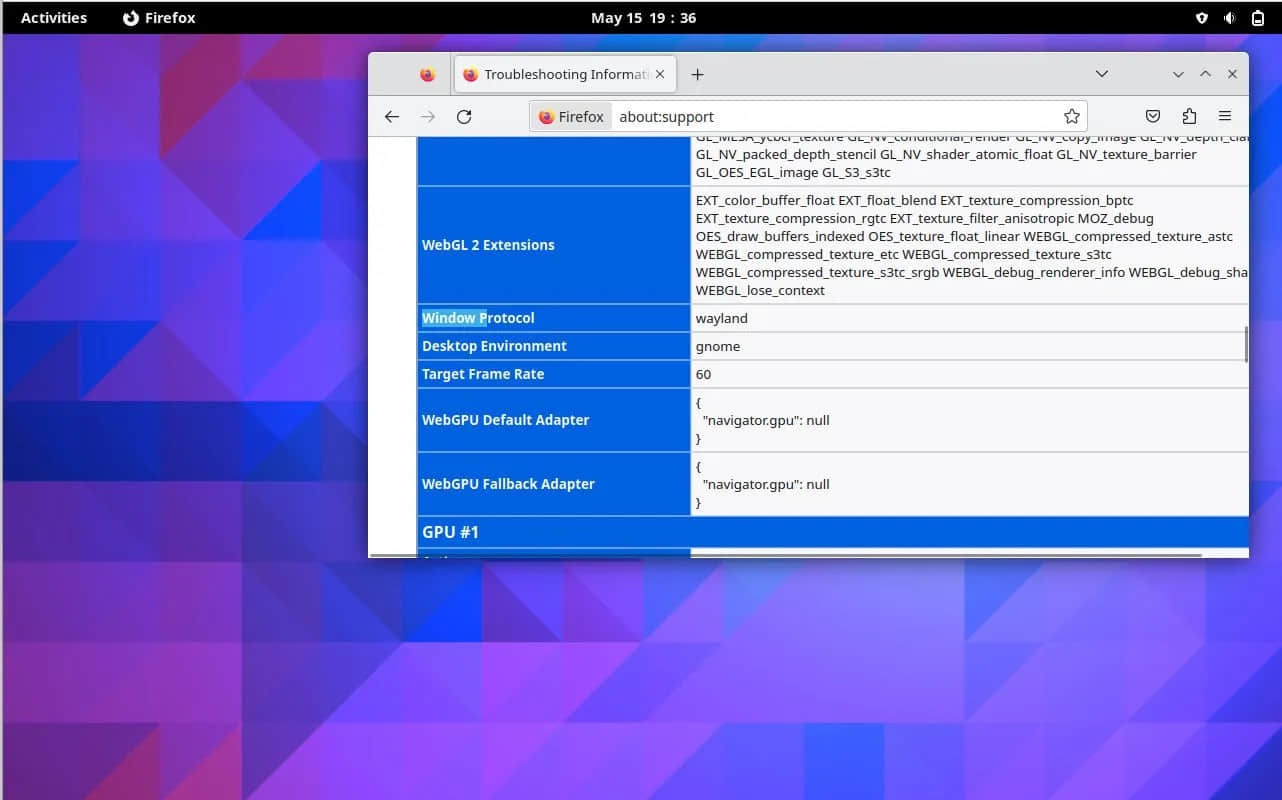 Activities Firefox May 15 19 : 36
Troubleshooting Informati
Firefox about:support
GL_MESA_ycbcr_texture GL_NV_conditional_render GL_NV_copy_image GL_NV_depth_cla
GL_NV_packed_depth_stencil GL_NV_shader_atomic_float GL_NV_texture_barrier
GL_OES_EGL_image GL_S3_s3tc
WebGL 2 Extensions
EXT_color_buffer_float EXT_float_blend EXT_texture_compression_bptc
EXT_texture_compression_rgtc EXT_texture_filter_anisotropic MOZ_debug
OES_draw_buffers_indexed OES_texture_float_linear WEBGL_compressed_texture_astc
WEBGL_compressed_texture_etc WEBGL_compressed_texture_s3tc
WEBGL_compressed_texture_s3tc_srgb WEBGL_debug_renderer_info WEBGL_debug_sha
WEBGL_lose_context
Window Protocol wayland
Desktop Environment gnome
Target Frame Rate 60
WebGPU Default Adapter
{
"navigator.gpu": null
}
WebGPU Fallback Adapter
{
"navigator.gpu": null
}
GPU #1